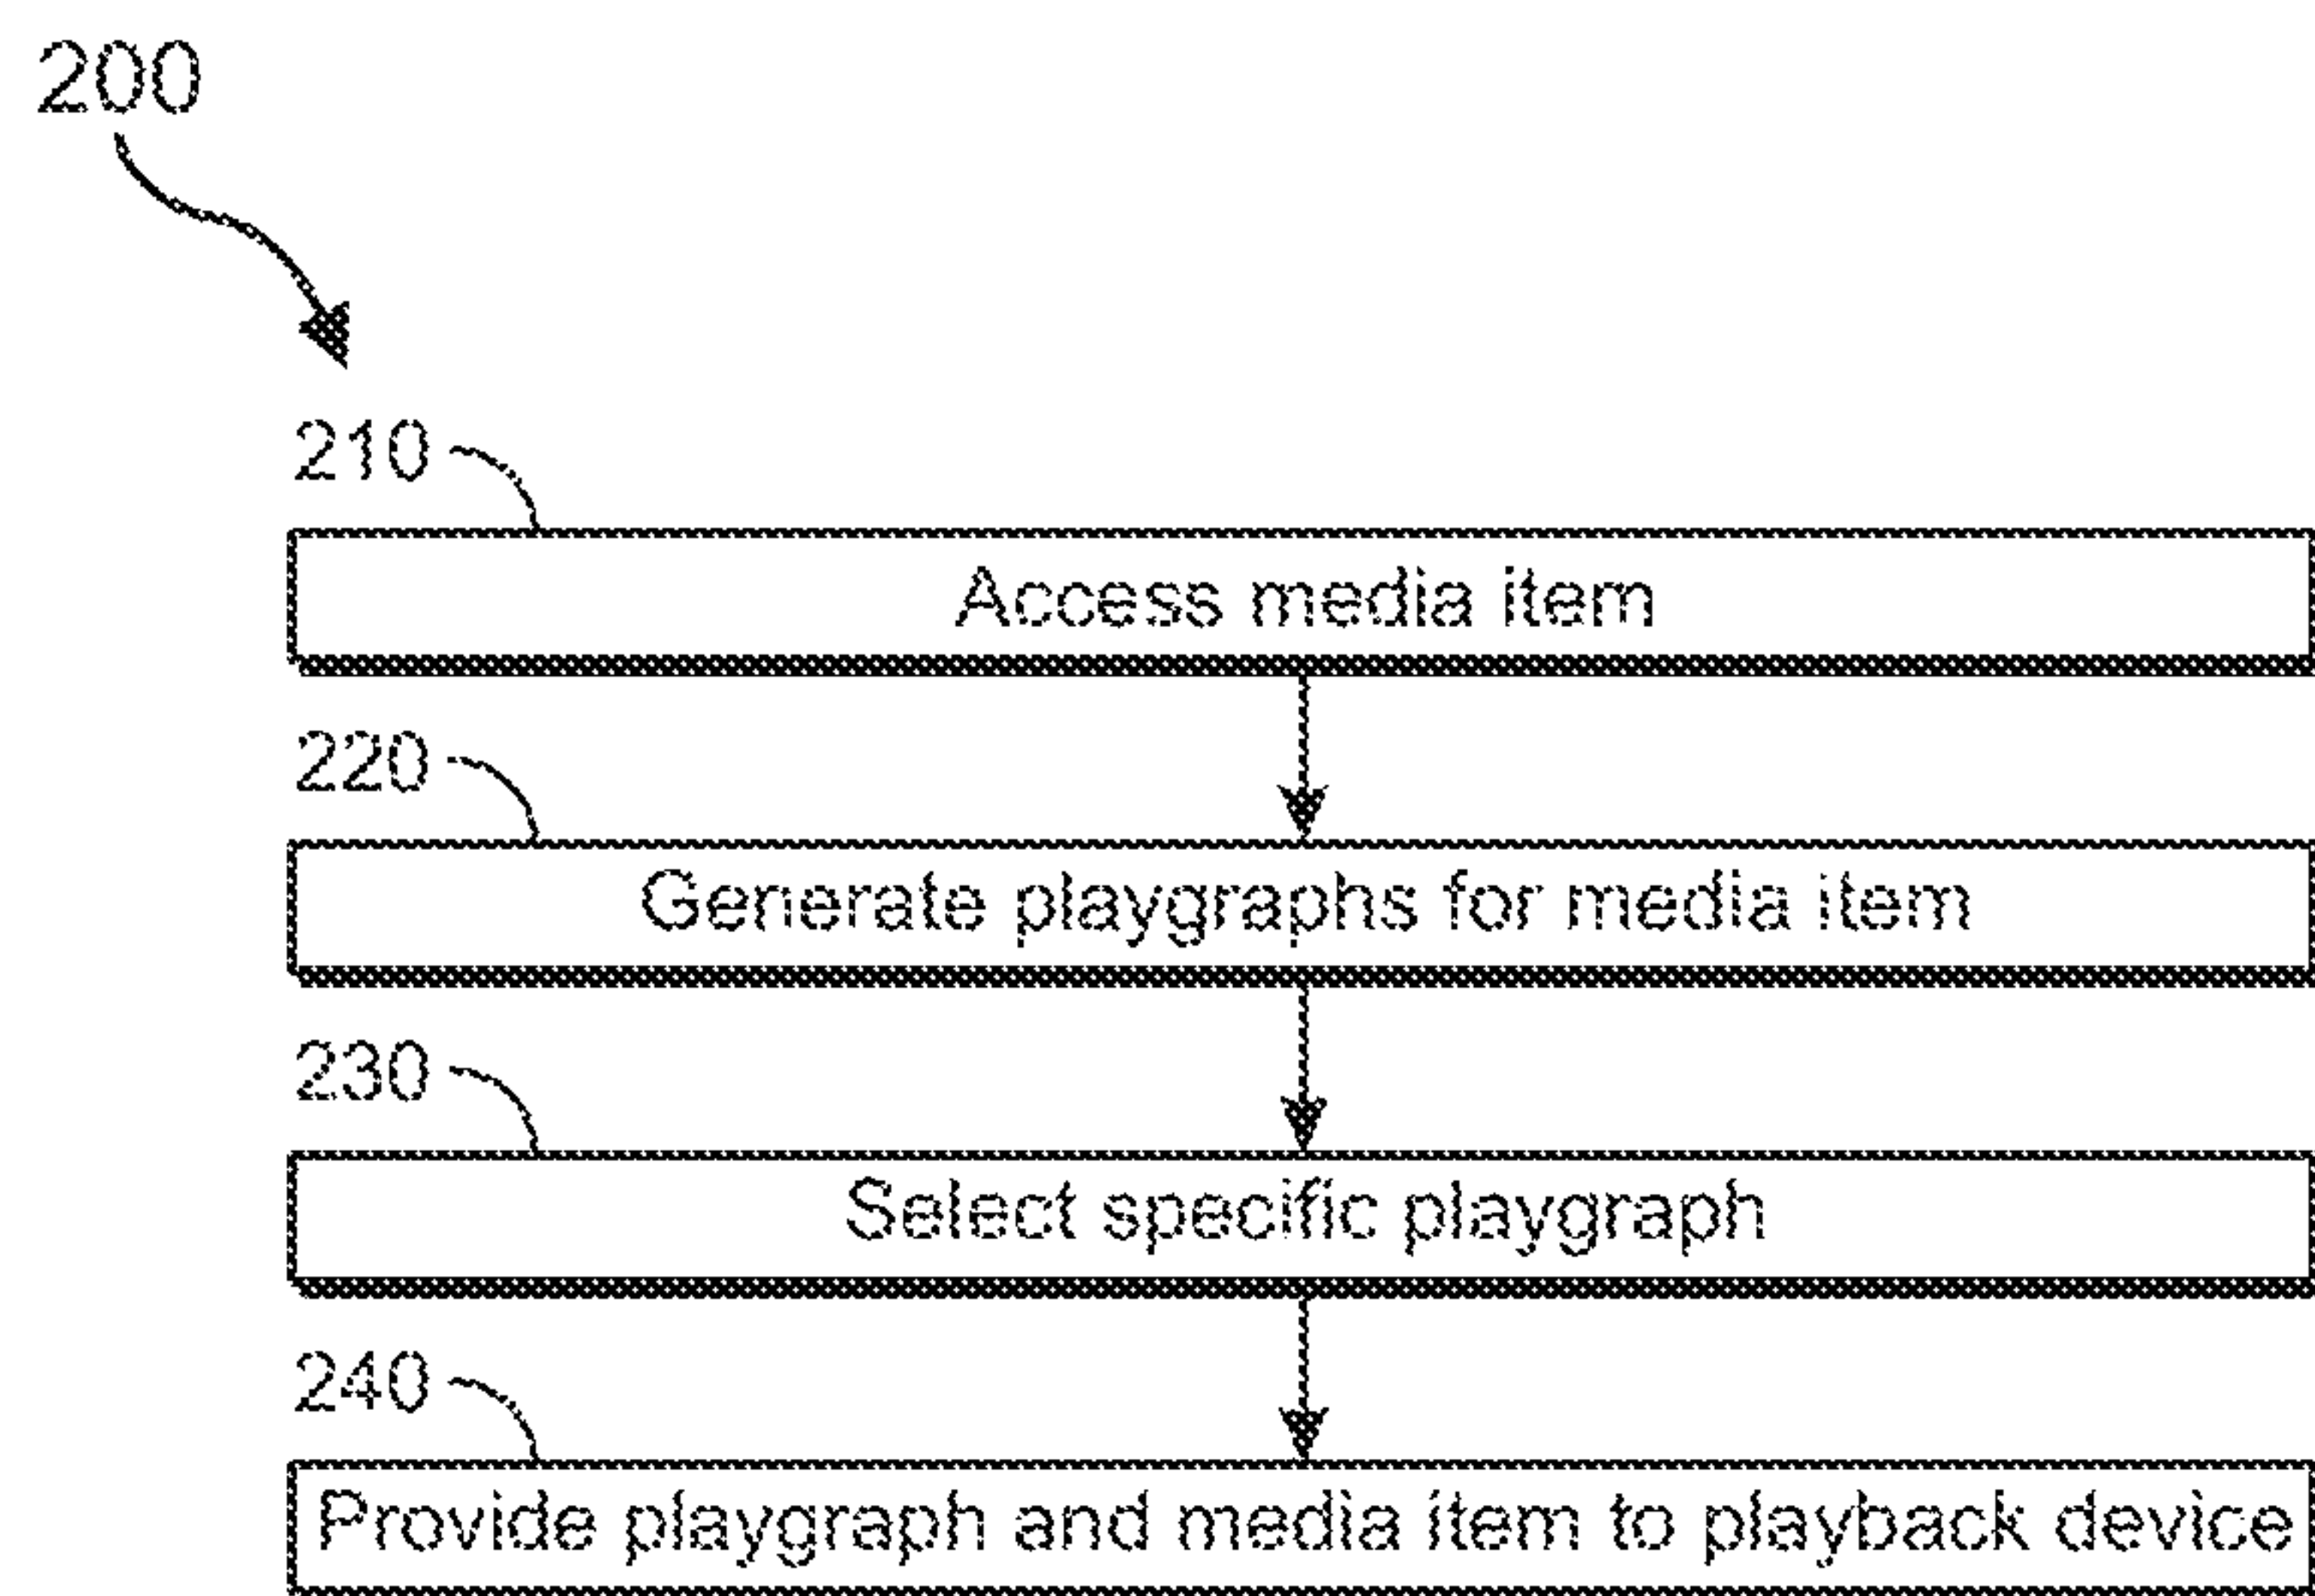 200
210
Access media item
220
Generate playgraphs for media item
230
Select specific playgraph
240
Provide playgraph and media item to playback device